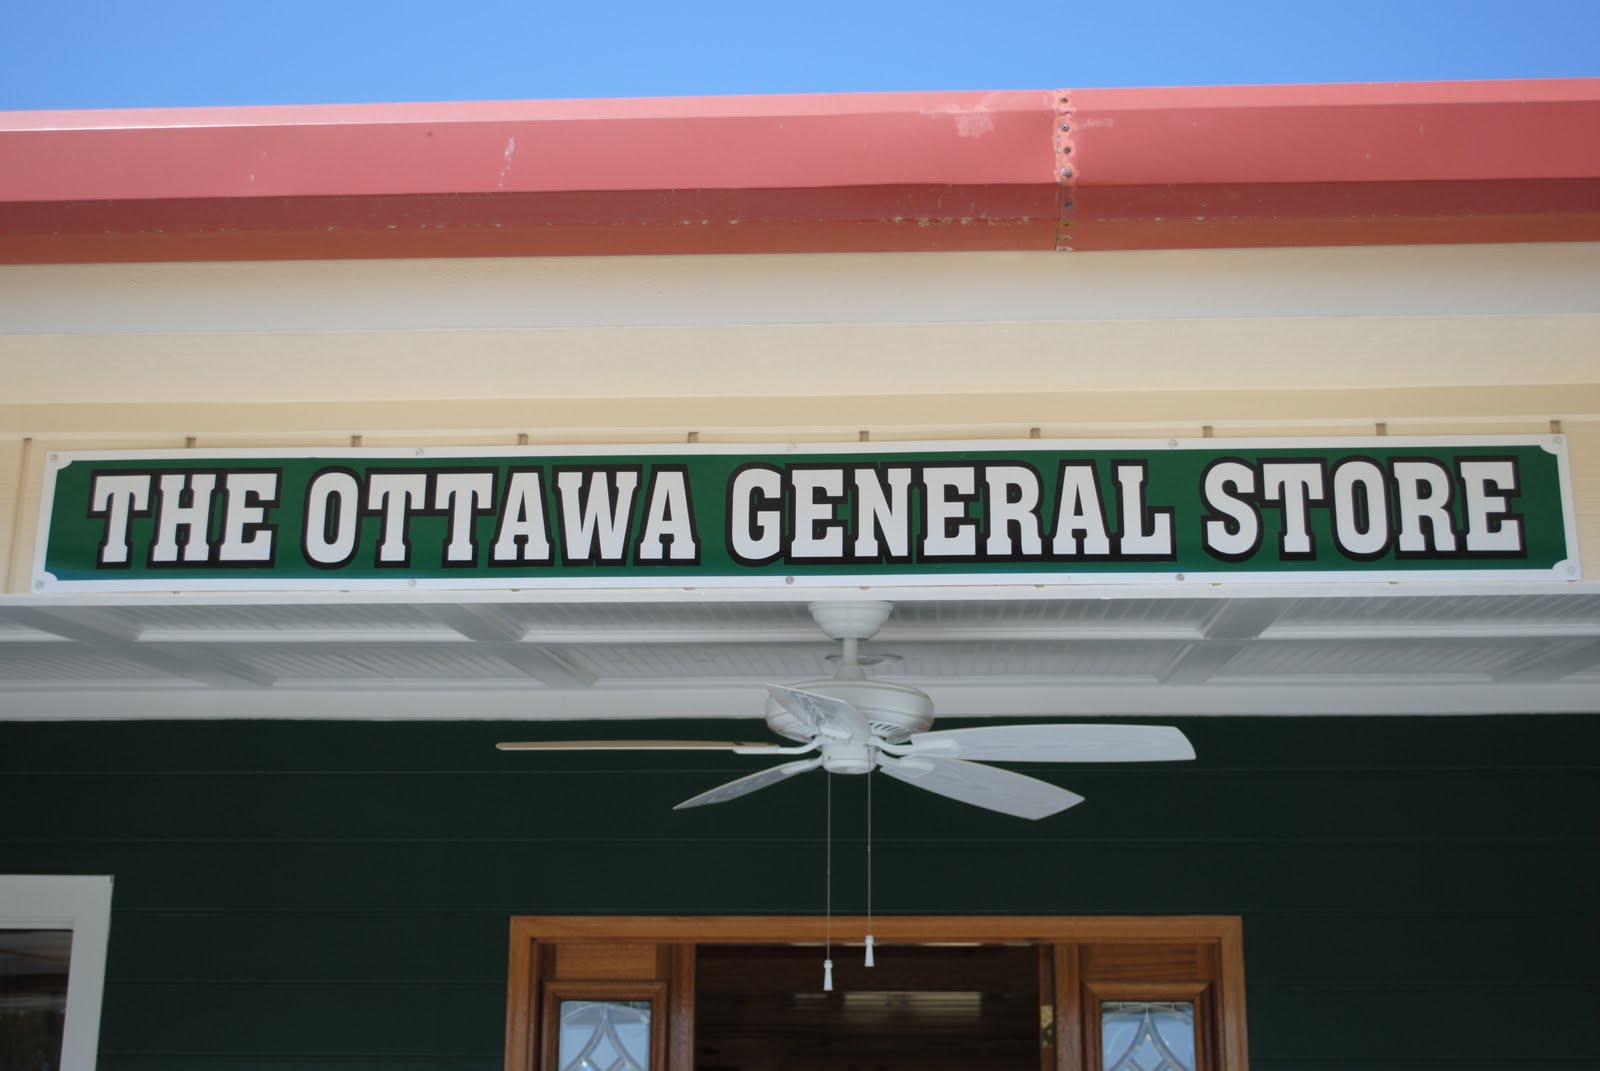 THE OTTAWA GENERAL STORE